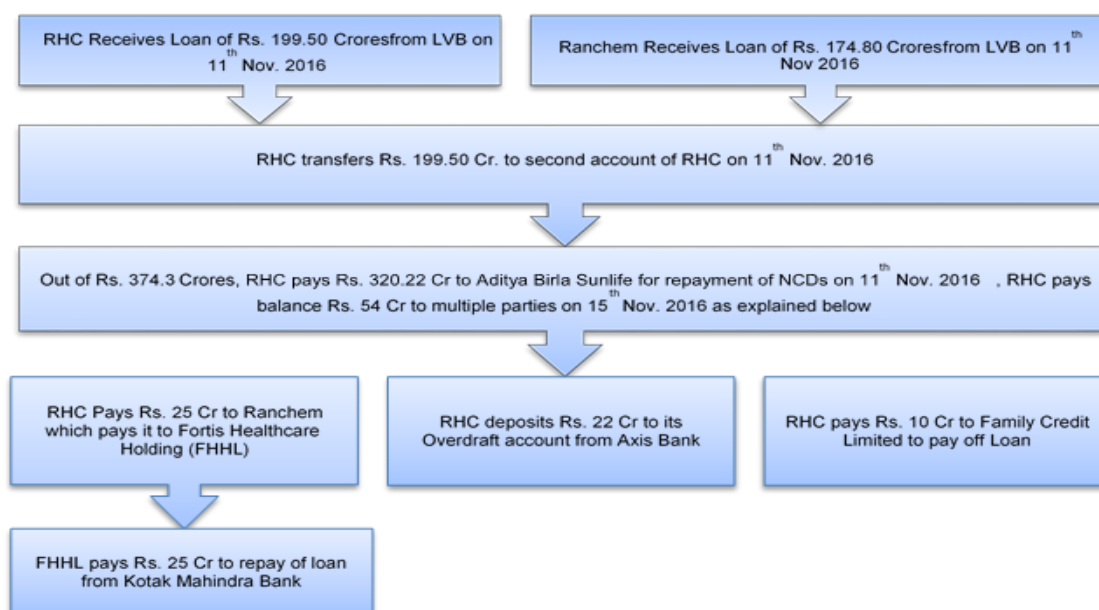 RHC Receives Loan of Rs. 199.50 Croresfrom LVB on
11th Nov. 2016
Ranchem Receives Loan of Rs. 174.80 Croresfrom LVB on 11th
Nov 2016
RHC transfers Rs. 199.50 Cr. to second account of RHC on 11th Nov. 2016
Out of Rs. 374.3 Crores, RHC pays Rs. 320.22 Cr to Aditya Birla Sunlife for repayment of NCDs on 11th Nov. 2016 , RHC pays
balance Rs. 54 Cr to multiple parties on 15th Nov. 2016 as explained below
RHC Pays Rs. 25 Cr to Ranchem
which pays it to Fortis Healthcare
Holding (FHHL)
RHC deposits Rs. 22 Cr to its
Overdraft account from Axis Bank
RHC pays Rs. 10 Cr to Family Credit
Limited to pay off Loan
FHHL pays Rs. 25 Cr to repay of loan
from Kotak Mahindra Bank